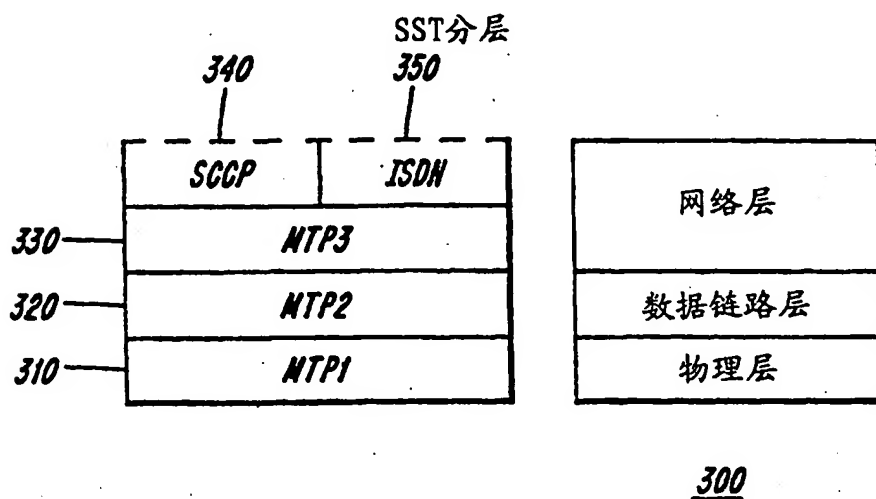 SST分层
340 350
SCCP ISDN
网络层
330 MTP3
320 MTP2 数据链路层
310 MTP1 物理层
300